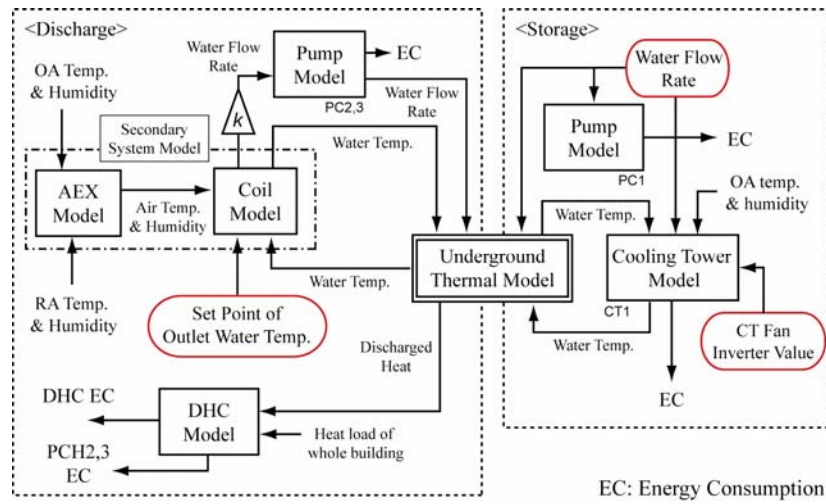 <Discharge>
OA Temp.
& Humidity
Water Flow
Rate
Pump
Model
EC
PC2,3
Water Flow
Rate
k
Secondary
System Model
Water Temp.
AEX
Model
Air Temp.
& Humidity
Coil
Model
RA Temp.
& Humidity
Set Point of
Outlet Water Temp.
Water Temp.
Underground
Thermal Model
Discharged
Heat
DHC EC
DHC
Model
PCH2,3
EC
Heat load of
whole building
<Storage>
Water Flow
Rate
Pump
Model
EC
PC1
OA temp.
& humidity
Water Temp.
Cooling Tower
Model
CT1
Water Temp.
CT Fan
Inverter Value
EC
EC: Energy Consumption